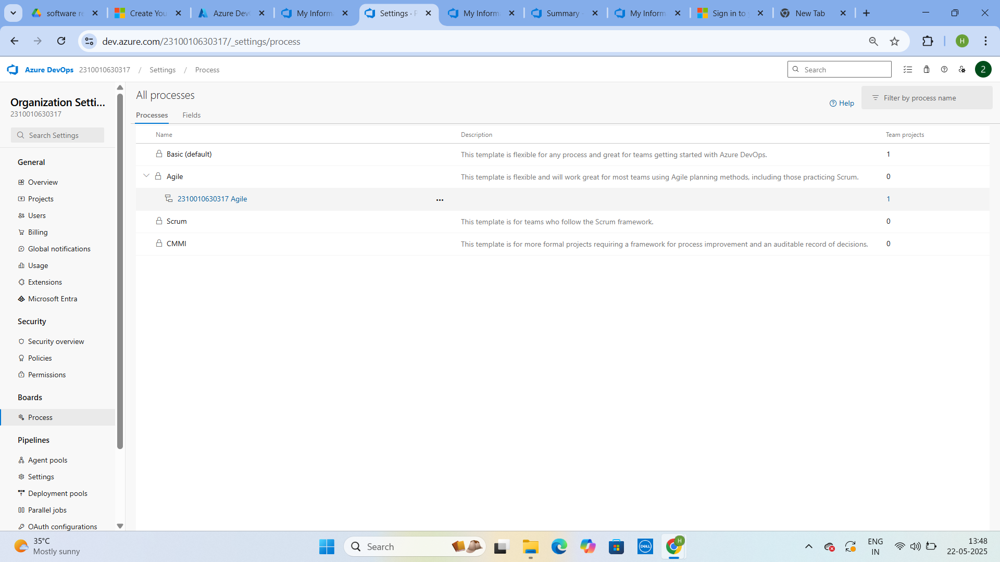 software re
Create You
Azure DevO
My Inform
Settings · P
My Inform
Summary -
My Inform
Sign in to y
New Tab
dev.azure.com/2310010630317/_settings/process
H
Azure DevOps 2310010630317 / Settings / Process
Search
2
Organization Setti...
2310010630317
Search Settings
General
Overview
Projects
Users
Billing
Global notifications
Usage
Extensions
Microsoft Entra
Security
Security overview
Policies
Permissions
Boards
Process
Pipelines
Agent pools
Settings
Deployment pools
Parallel jobs
OAuth configurations
All processes
Help
Filter by process name
Processes Fields
Name Description Team projects
Basic (default) This template is flexible for any process and great for teams getting started with Azure DevOps. 1
Agile This template is flexible and will work great for most teams using Agile planning methods, including those practicing Scrum. 0
2310010630317 Agile ... 1
Scrum This template is for teams who follow the Scrum framework. 0
CMMI This template is for more formal projects requiring a framework for process improvement and an auditable record of decisions. 0
35°C
Mostly sunny
Search
DELL
H
ENG
IN
13:48
22-05-2025